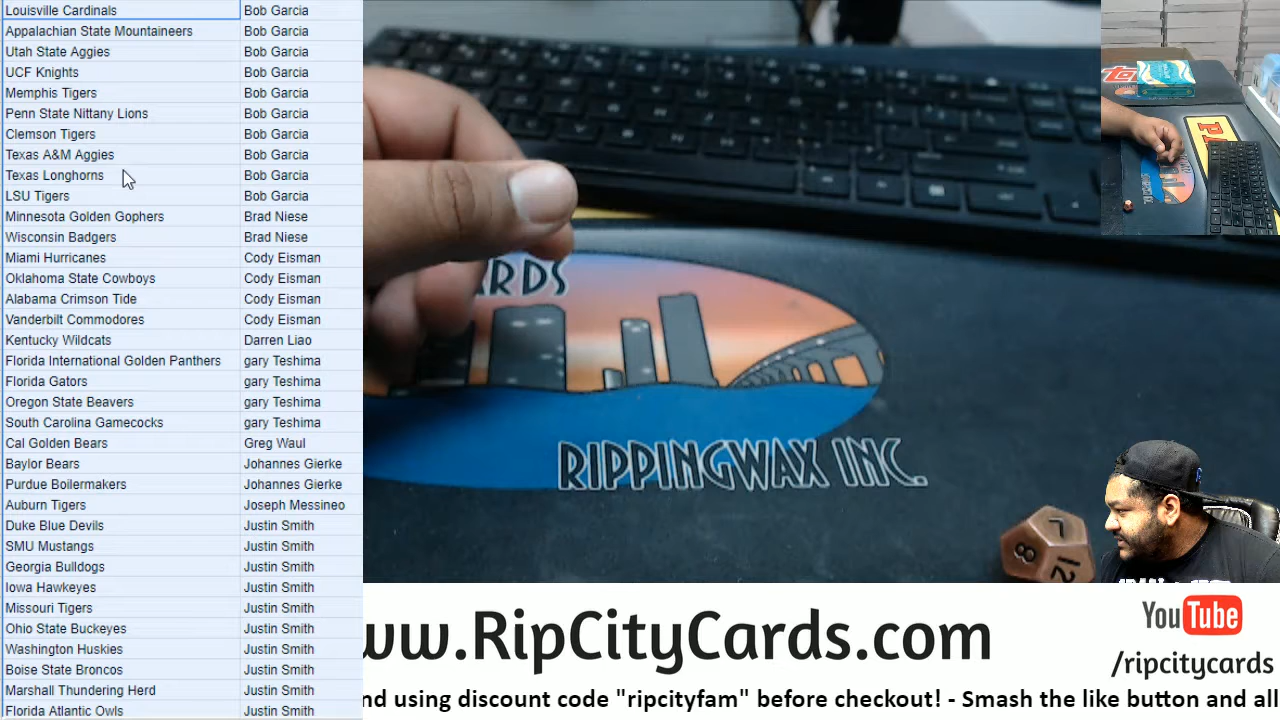 Louisville Cardinals Bob Garcia
Appalachian State Mountaineers Bob Garcia
Utah State Aggies Bob Garcia
UCF Knights Bob Garcia
Memphis Tigers Bob Garcia
Penn State Nittany Lions Bob Garcia
Clemson Tigers Bob Garcia
Texas A&M Aggies Bob Garcia
Texas Longhorns Bob Garcia
LSU Tigers Bob Garcia
Minnesota Golden Gophers Brad Niese
Wisconsin Badgers Brad Niese
Miami Hurricanes Cody Eisman
Oklahoma State Cowboys Cody Eisman
Alabama Crimson Tide Cody Eisman
Vanderbilt Commodores Cody Eisman
Kentucky Wildcats Darren Liao
Florida International Golden Panthers gary Teshima
Florida Gators gary Teshima
Oregon State Beavers gary Teshima
South Carolina Gamecocks gary Teshima
Cal Golden Bears Greg Waul
Baylor Bears Johannes Gierke
Purdue Boilermakers Johannes Gierke
Auburn Tigers Joseph Messineo
Duke Blue Devils Justin Smith
SMU Mustangs Justin Smith
Georgia Bulldogs Justin Smith
Iowa Hawkeyes Justin Smith
Missouri Tigers Justin Smith
Ohio State Buckeyes Justin Smith
Washington Huskies Justin Smith
Boise State Broncos Justin Smith
Marshall Thundering Herd Justin Smith
Florida Atlantic Owls Justin Smith
ARDS
RIPPINGWAX INC.
7
8
12
ww.RipCityCards.com
YouTube
/ripcitycards
nd using discount code "ripcityfam" before checkout! - Smash the like button and all